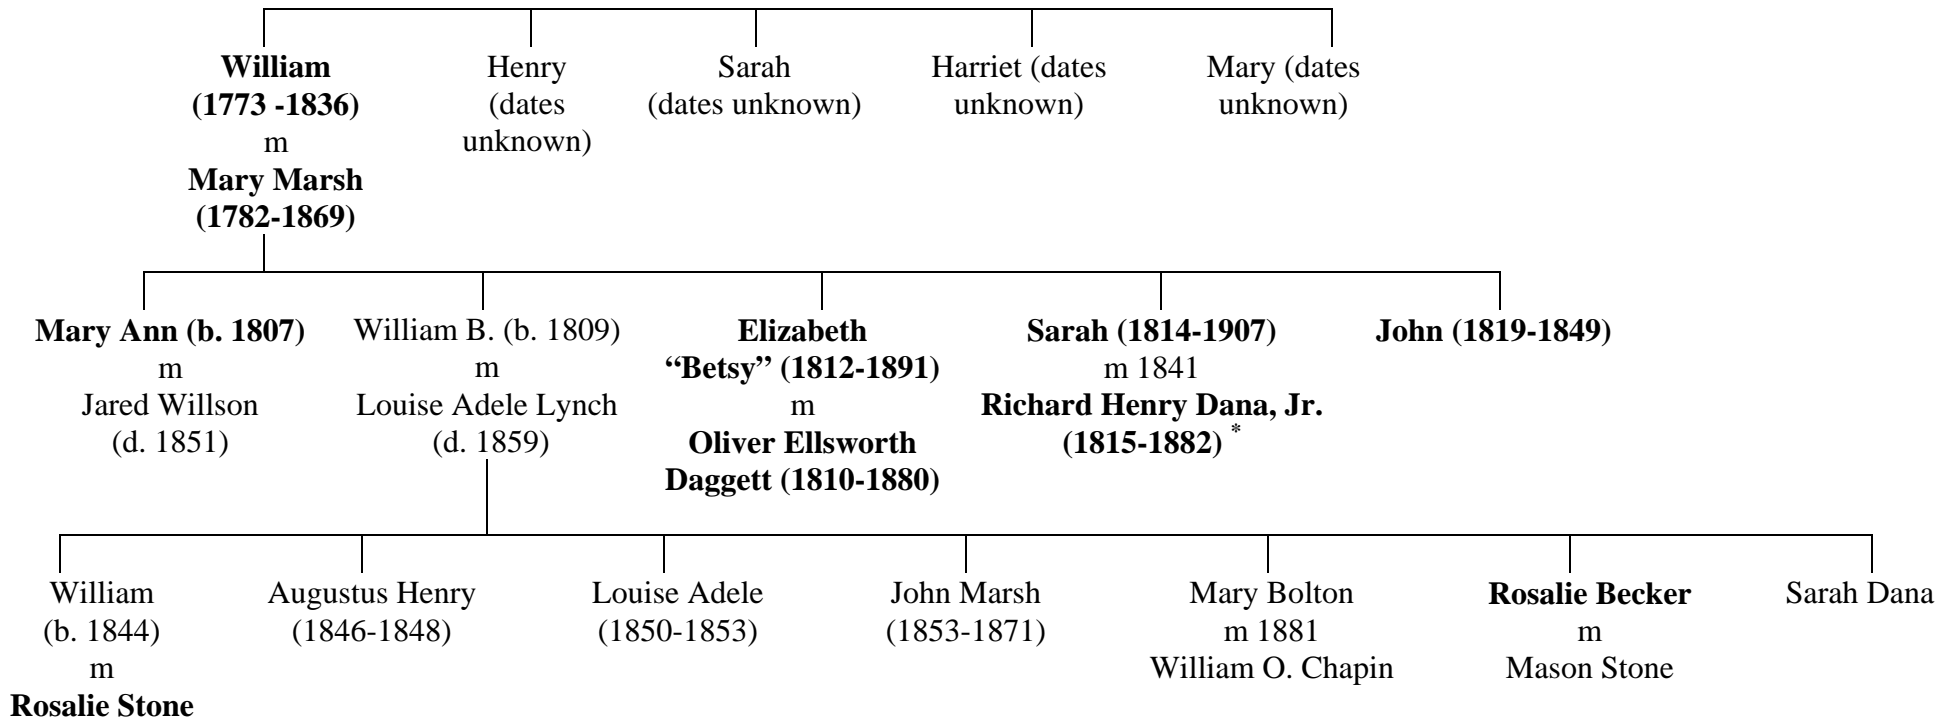 William
(1773 -1836)
m
Mary Marsh
(1782-1869)
Henry
(dates
unknown)
Sarah
(dates unknown)
Harriet (dates
unknown)
Mary (dates
unknown)
Mary Ann (b. 1807)
m
Jared Willson
(d. 1851)
William B. (b. 1809)
m
Louise Adele Lynch
(d. 1859)
Elizabeth
“Betsy” (1812-1891)
m
Oliver Ellsworth
Daggett (1810-1880)
Sarah (1814-1907)
m 1841
Richard Henry Dana, Jr.
(1815-1882) *
John (1819-1849)
William
(b. 1844)
m
Rosalie Stone
Augustus Henry
(1846-1848)
Louise Adele
(1850-1853)
John Marsh
(1853-1871)
Mary Bolton
m 1881
William O. Chapin
Rosalie Becker
m
Mason Stone
Sarah Dana